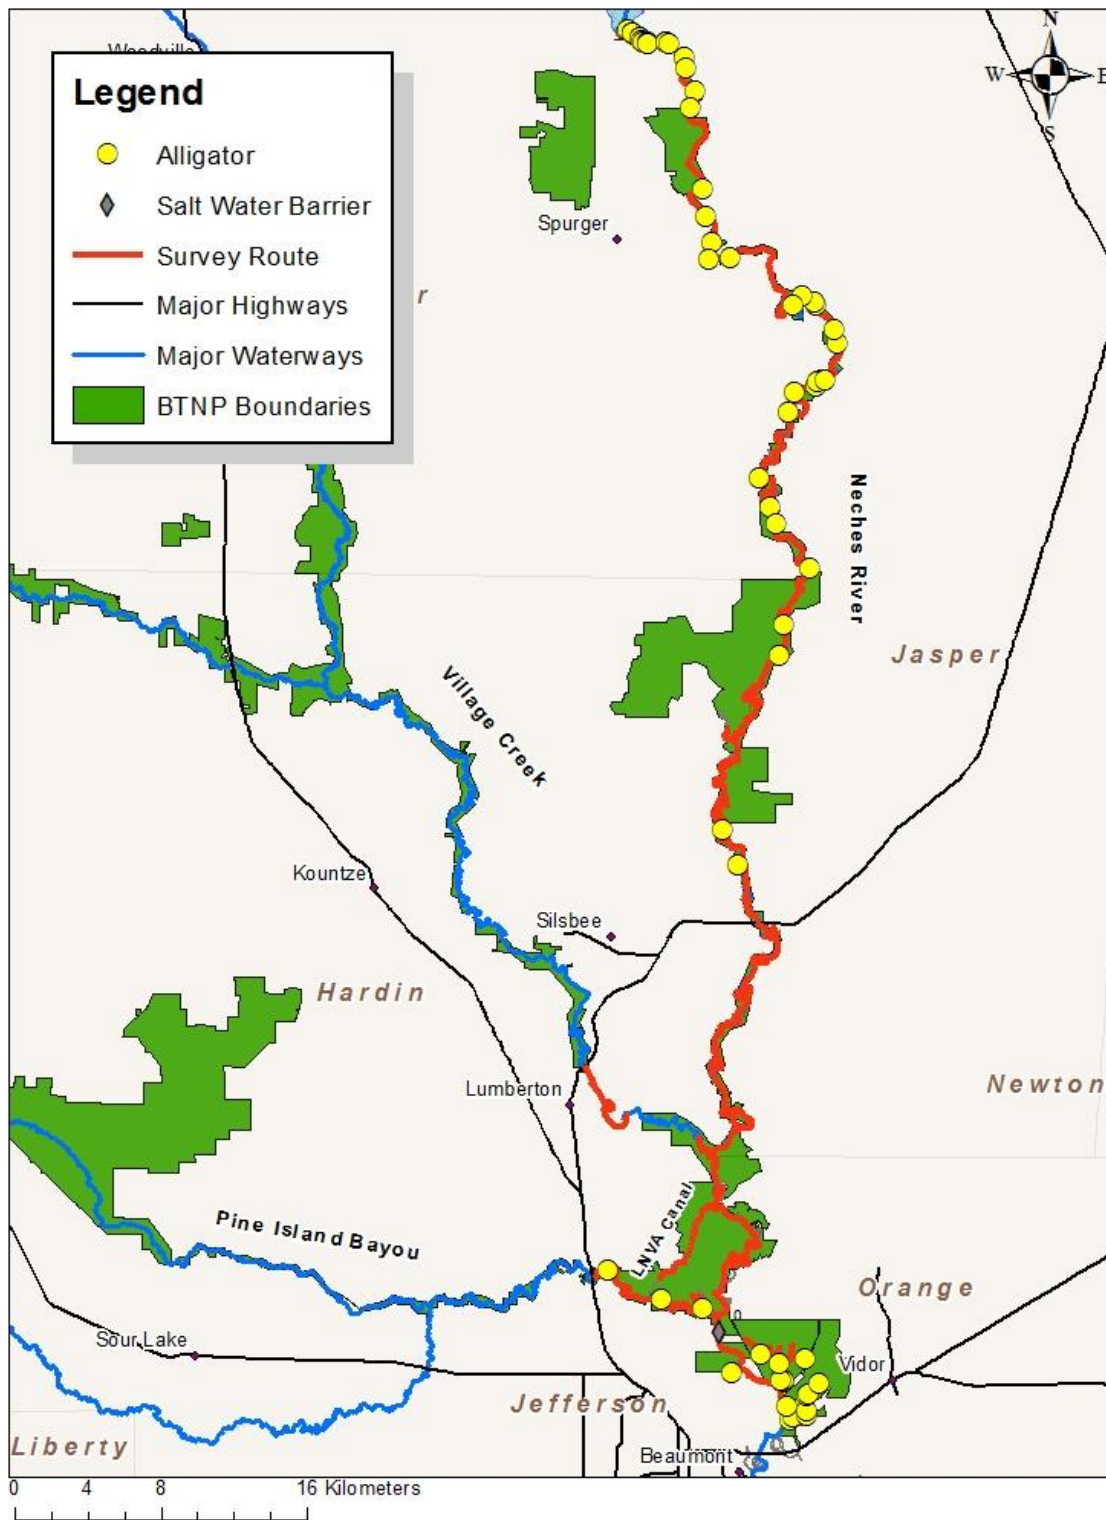 N
W
E
S
Woodville
Legend
Alligator
Salt Water Barrier
Survey Route
Major Highways
Major Waterways
BTNP Boundaries
Spurger
r
Neches River
Jasper
Village Creek
Kountze
Silsbee
Hardin
Newton
Lumberton
LNVA Canal
Pine Island Bayou
Orange
Sour Lake
Vidor
Jefferson
Liberty
Beaumont
0 4 8 16 Kilometers